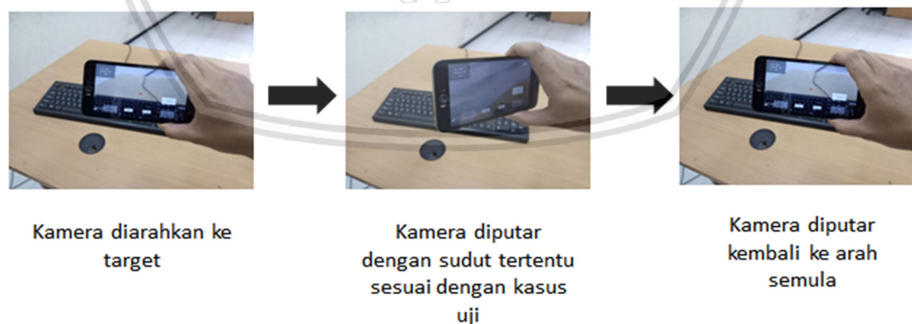 Kamera diarahkan ke
target
Kamera diputar
dengan sudut tertentu
sesuai dengan kasus
uji
Kamera diputar
kembali ke arah
semula